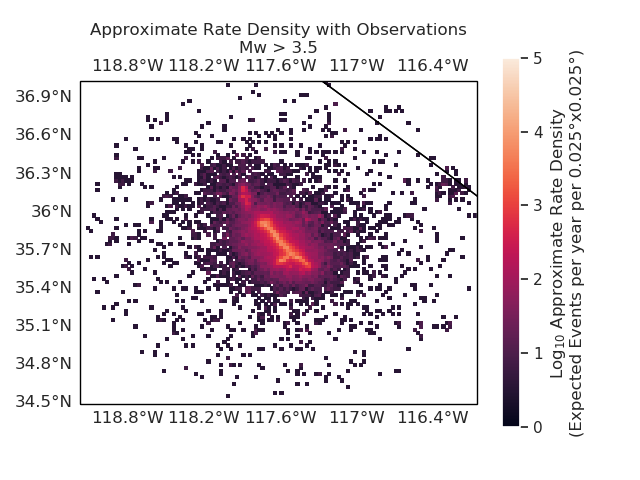 Approximate Rate Density with Observations
Mw > 3.5
118.8°W 118.2°W 117.6°W 117°W 116.4°W
36.9°N
36.6°N
36.3°N
36°N
35.7°N
35.4°N
35.1°N
34.8°N
34.5°N
118.8°W 118.2°W 117.6°W 117°W 116.4°W
5
4
3
2
1
0
Log₁₀ Approximate Rate Density
(Expected Events per year per 0.025°x0.025°)